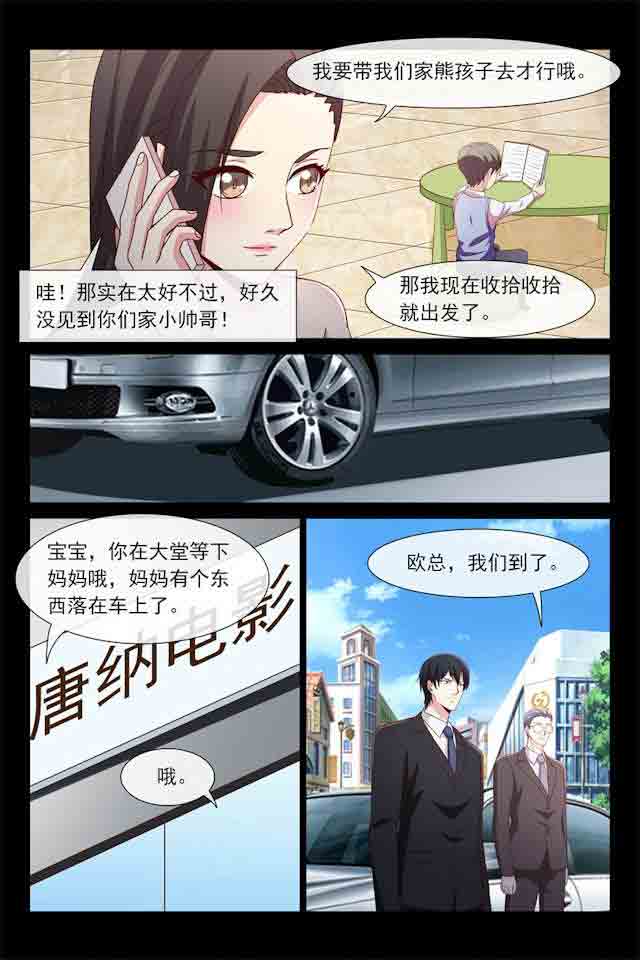 我要带我们家熊孩子去才行哦。
哇！那实在太好不过，好久
没见到你们家小帅哥！
那我现在收拾收拾
就出发了。
宝宝，你在大堂等下
妈妈哦，妈妈有个东
西落在车上了。
唐纳电影
哦。
欧总，我们到了。